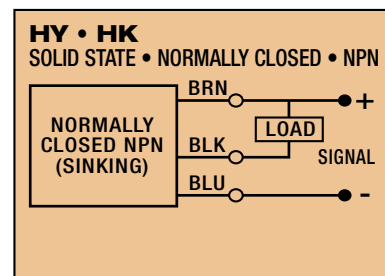 HY • HK
SOLID STATE • NORMALLY CLOSED • NPN
BRN
+
NORMALLY
CLOSED NPN
(SINKING)
LOAD
BLK
SIGNAL
BLU
-